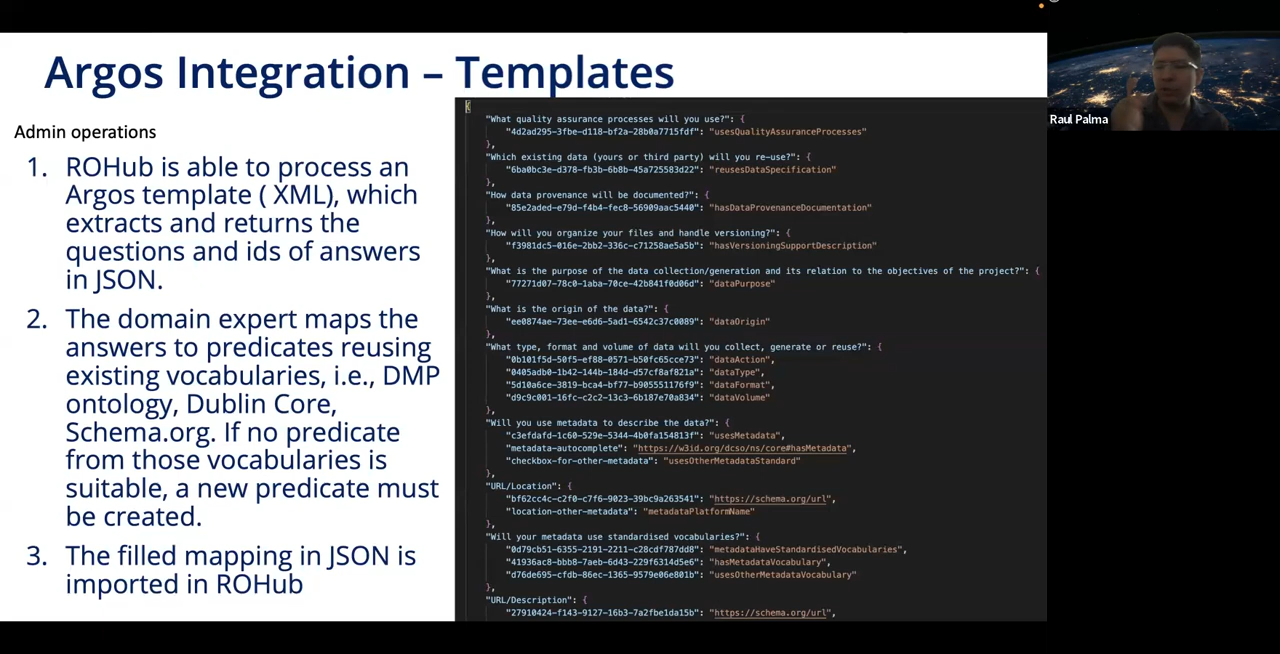 Argos Integration – Templates
Admin operations
1. ROHub is able to process an
Argos template ( XML), which
extracts and returns the
questions and ids of answers
in JSON.
2. The domain expert maps the
answers to predicates reusing
existing vocabularies, i.e., DMP
ontology, Dublin Core,
Schema.org. If no predicate
from those vocabularies is
suitable, a new predicate must
be created.
3. The filled mapping in JSON is
imported in ROHub
{
"What quality assurance processes will you use?": {
"4d2ad295-3fbe-d118-bf2a-28b0a7715fdf": "usesQualityAssuranceProcesses"
},
"Which existing data (yours or third party) will you re-use?": {
"6ba0bc3e-d378-fb3b-6b8b-45a725583d22": "reusesDataSpecification"
},
"How data provenance will be documented?": {
"85e2aded-e79d-f4b4-fec8-56909aac5440": "hasDataProvenanceDocumentation"
},
"How will you organize your files and handle versioning?": {
"f3981dc5-016e-2bb2-336c-c71258ae5a5b": "hasVersioningSupportDescription"
},
"What is the purpose of the data collection/generation and its relation to the objectives of the project?": {
"77271d07-78c0-1aba-70ce-42b841f0d06d": "dataPurpose"
},
"What is the origin of the data?": {
"ee0874ae-73ee-e6d6-5ad1-6542c37c0089": "dataOrigin"
},
"What type, format and volume of data will you collect, generate or reuse?": {
"0b101f5d-50f5-ef88-0571-b50fc65cce73": "dataAction",
"0405adb0-1b42-144b-184d-d57cf8af821a": "dataType",
"5d10a6ce-3819-bca4-bf77-b905551176f9": "dataFormat",
"d9c9c001-16fc-c2c2-13c3-6b187e70a834": "dataVolume"
},
"Will you use metadata to describe the data?": {
"c3efdafd-1c60-529e-5344-4b0fa154813f": "usesMetadata",
"metadata-autocomplete": "https://w3id.org/dcso/ns/core#hasMetadata",
"checkbox-for-other-metadata": "usesOtherMetadataStandard"
},
"URL/Location": {
"bf62cc4c-c2f0-c7f6-9023-39bc9a263541": "https://schema.org/url",
"location-other-metadata": "metadataPlatformName"
},
"Will your metadata use standardised vocabularies?": {
"0d79cb51-6355-2191-2211-c28cdf787dd8": "metadataHaveStandardisedVocabularies",
"41936ac8-bbb8-7aeb-6d43-229f6314d5e6": "hasMetadataVocabulary",
"d76de695-cfdb-86ec-1365-9579e06e801b": "usesOtherMetadataVocabulary"
},
"URL/Description": {
"27910424-f143-9127-16b3-7a2fbe1da15b": "https://schema.org/url",
Raul Palma